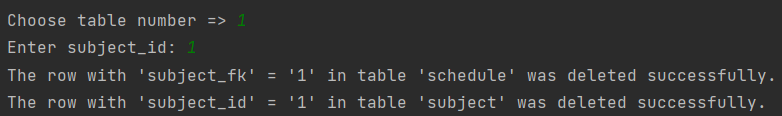 Choose table number => 1
Enter subject_id: 1
The row with 'subject_fk' = '1' in table 'schedule' was deleted successfully.
The row with 'subject_id' = '1' in table 'subject' was deleted successfully.